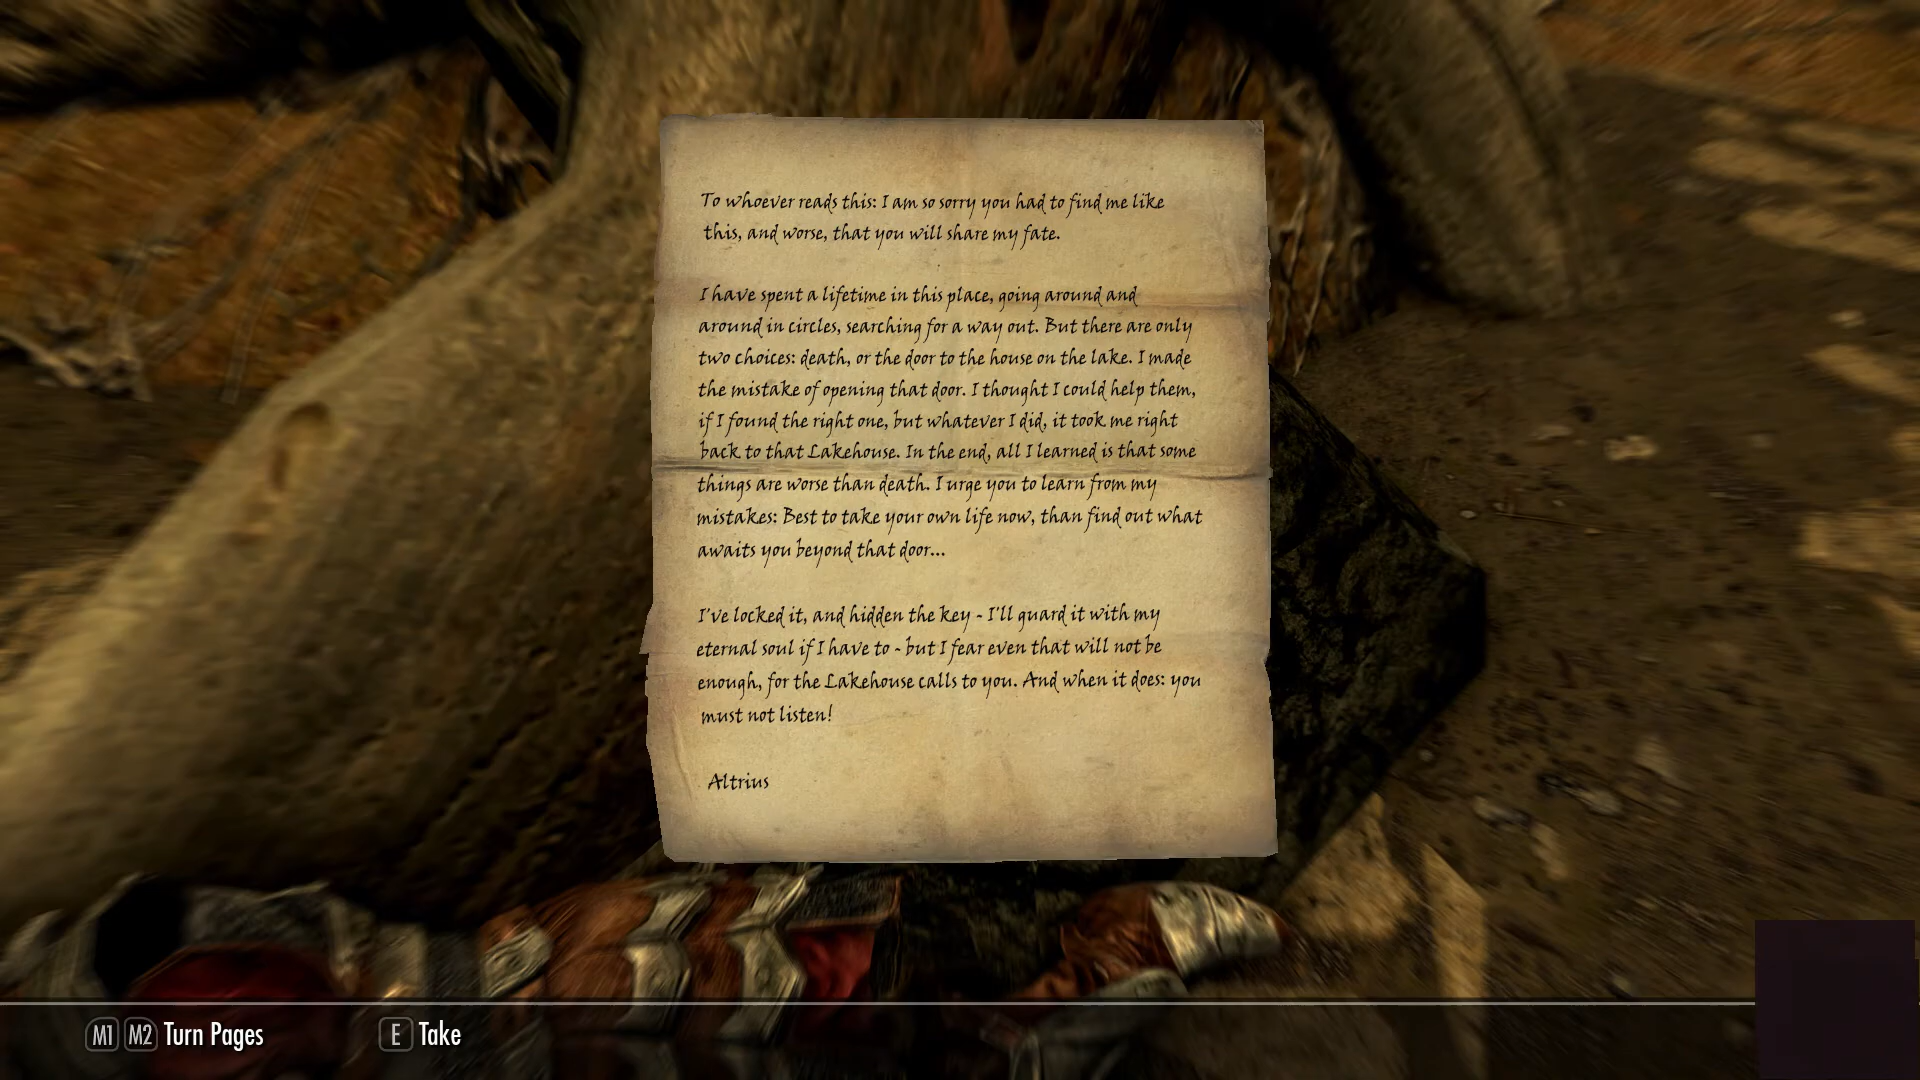 To whoever reads this: I am so sorry you had to find me like
this, and worse, that you will share my fate.
I have spent a lifetime in this place, going around and
around in circles, searching for a way out. But there are only
two choices: death, or the door to the house on the lake. I made
the mistake of opening that door. I thought I could help them,
if I found the right one, but whatever I did, it took me right
back to that Lakehouse. In the end, all I learned is that some
things are worse than death. I urge you to learn from my
mistakes: Best to take your own life now, than find out what
awaits you beyond that door...
I've locked it, and hidden the key - I'll guard it with my
eternal soul if I have to - but I fear even that will not be
enough, for the Lakehouse calls to you. And when it does: you
must not listen!
Altrius
M1 M2 Turn Pages E Take